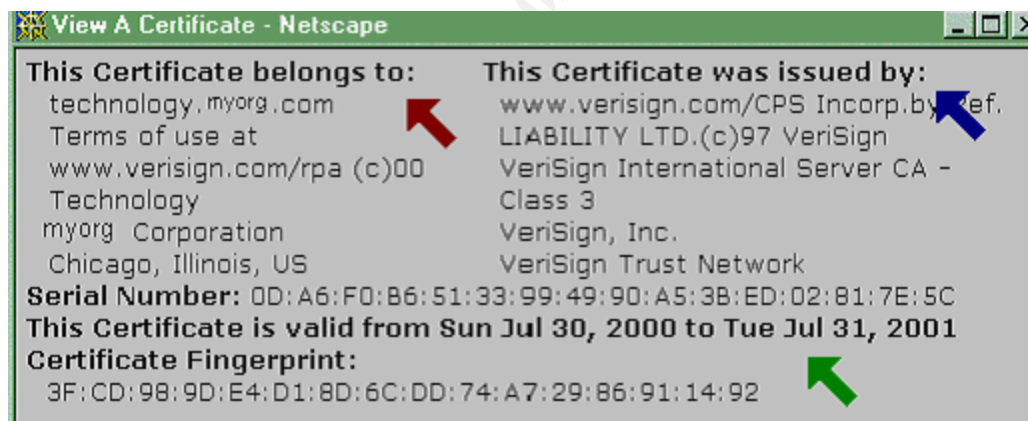 View A Certificate - Netscape
This Certificate belongs to:
technology.myorg.com
Terms of use at
www.verisign.com/rpa (c)00
Technology
myorg Corporation
Chicago, Illinois, US
This Certificate was issued by:
www.verisign.com/CPS Incorp.by Ref.
LIABILITY LTD.(c)97 VeriSign
VeriSign International Server CA -
Class 3
VeriSign, Inc.
VeriSign Trust Network
Serial Number: 0D:A6:F0:B6:51:33:99:49:90:A5:3B:ED:02:81:7E:5C
This Certificate is valid from Sun Jul 30, 2000 to Tue Jul 31, 2001
Certificate Fingerprint:
3F:CD:98:9D:E4:D1:8D:6C:DD:74:A7:29:86:91:14:92